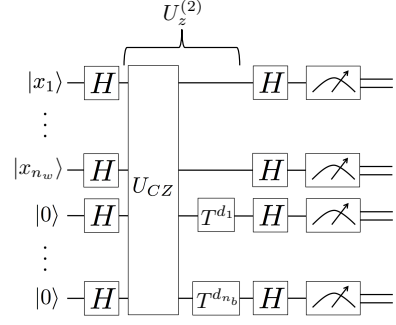 U_z^{(2)}
|x_1⟩ H H
⋮
|x_{n_w}⟩ H H
U_{CZ}
|0⟩ H T^{d_1} H
⋮
|0⟩ H T^{d_{n_b}} H